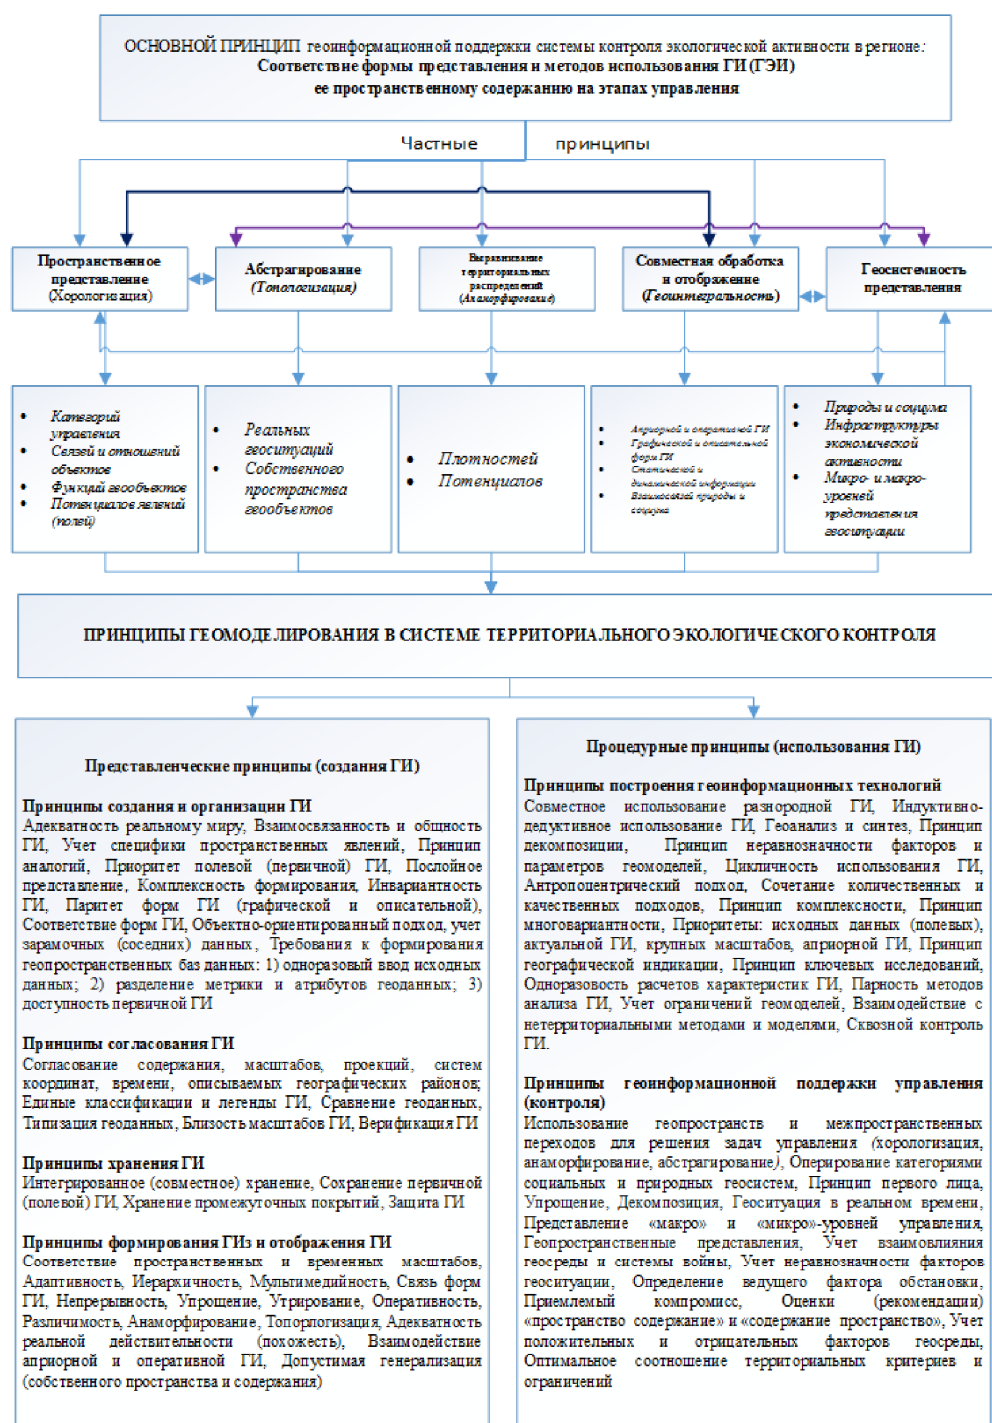 ОСНОВНОЙ ПРИНЦИП геоинформационной поддержки системы контроля экологической активности в регионе:
Соответствие формы представления и методов использования ГИ (ГЭИ)
ее пространственному содержанию на этапах управления
Частные принципы
Пространственное
представление
(Хорологизация)
Абстрагирование
(Топологизация)
Выравнивание
территориальных
распределений
(Анаморфирование)
Совместная обработка
и отображение
(Геоинтегральность)
Геосистемность
представления
• Категорий
управления
• Связей и отношений
объектов
• Функций геообъектов
• Потенциалов явлений
(полей)
• Реальных
геоситуаций
• Собственного
пространства
геообъектов
• Плотностей
• Потенциалов
• Априорной и оперативной ГИ
• Графической и описательной
форм ГИ
• Статической и
динамической информации
• Взаимосвязей природы и
социума
• Природы и социума
• Инфраструктуры
экономической
активности
• Микро- и макро-
уровней
представления
геоситуации
ПРИНЦИПЫ ГЕОМОДЕЛИРОВАНИЯ В СИСТЕМЕ ТЕРРИТОРИАЛЬНОГО ЭКОЛОГИЧЕСКОГО КОНТРОЛЯ
Представленческие принципы (создания ГИ)
Принципы создания и организации ГИ
Адекватность реальному миру, Взаимосвязанность и общность
ГИ, Учет специфики пространственных явлений, Принцип
аналогий, Приоритет полевой (первичной) ГИ, Послойное
представление, Комплексность формирования, Инвариантность
ГИ, Паритет форм ГИ (графической и описательной),
Соответствие форм ГИ, Объектно-ориентированный подход, учет
зарамочных (соседних) данных, Требования к формирования
геопространственных баз данных: 1) одноразовый ввод исходных
данных; 2) разделение метрики и атрибутов геоданных; 3)
доступность первичной ГИ
Принципы согласования ГИ
Согласование содержания, масштабов, проекций, систем
координат, времени, описываемых географических районов;
Единые классификации и легенды ГИ, Сравнение геоданных,
Типизация геоданных, Близость масштабов ГИ, Верификация ГИ
Принципы хранения ГИ
Интегрированное (совместное) хранение, Сохранение первичной
(полевой) ГИ, Хранение промежуточных покрытий, Защита ГИ
Принципы формирования ГИз и отображения ГИ
Соответствие пространственных и временных масштабов,
Адаптивность, Иерархичность, Мультимедийность, Связь форм
ГИ, Непрерывность, Упрощение, Утрирование, Оперативность,
Различимость, Анаморфирование, Топорлогизация, Адекватность
реальной действительности (похожесть), Взаимодействие
априорной и оперативной ГИ, Допустимая генерализация
(собственного пространства и содержания)
Процедурные принципы (использования ГИ)
Принципы построения геоинформационных технологий
Совместное использование разнородной ГИ, Индуктивно-
дедуктивное использование ГИ, Геоанализ и синтез, Принцип
декомпозиции, Принцип неравнозначности факторов и
параметров геомоделей, Цикличность использования ГИ,
Антропоцентрический подход, Сочетание количественных и
качественных подходов, Принцип комплексности, Принцип
многовариантности, Приоритеты: исходных данных (полевых),
актуальной ГИ, крупных масштабов, априорной ГИ, Принцип
географической индикации, Принцип ключевых исследований,
Одноразовость расчетов характеристик ГИ, Парность методов
анализа ГИ, Учет ограничений геомоделей, Взаимодействие с
нетерриториальными методами и моделями, Сквозной контроль
ГИ.
Принципы геоинформационной поддержки управления
(контроля)
Использование геопространств и межпространственных
переходов для решения задач управления (хорологизация,
анаморфирование, абстрагирование), Оперирование категориями
социальных и природных геосистем, Принцип первого лица,
Упрощение, Декомпозиция, Геоситуация в реальном времени,
Представление «макро» и «микро»-уровней управления,
Геопространственные представления, Учет взаимовлияния
геосреды и системы войны, Учет неравнозначности факторов
геоситуации, Определение ведущего фактора обстановки,
Приемлемый компромисс, Оценки (рекомендации)
«пространство содержание» и «содержание пространство», Учет
положительных и отрицательных факторов геосреды,
Оптимальное соотношение территориальных критериев и
ограничений